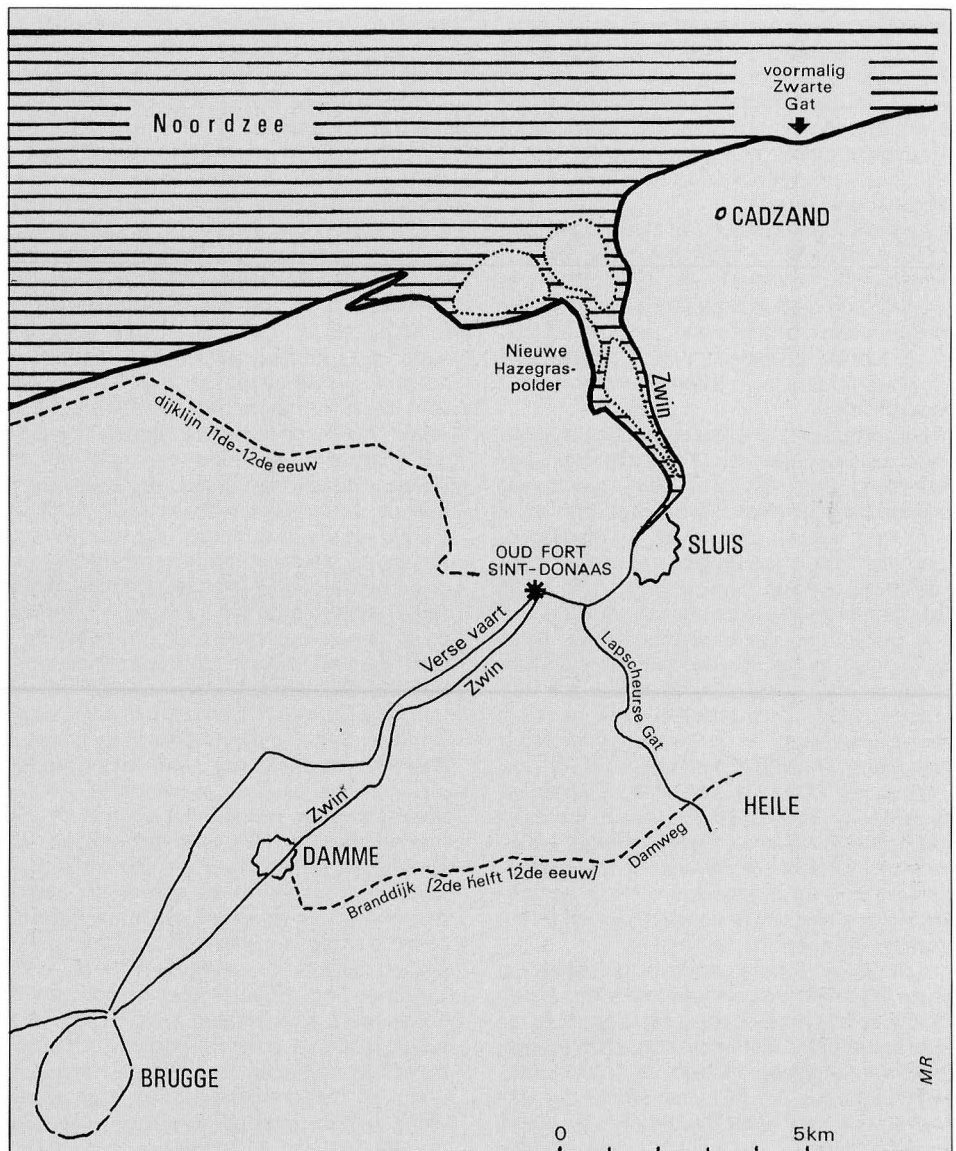 voormalig
Zwarte
Gat
Noordzee
CADZAND
Nieuwe
Hazegras-
polder
Zwin
dijklijn 11de-12de eeuw
SLUIS
OUD FORT
SINT-DONAAS
Verse vaart
Zwin
Lapscheurse Gat
Zwin
HEILE
DAMME
Damweg
Branddijk [2de helft 12de eeuw]
BRUGGE
MR
0 5km